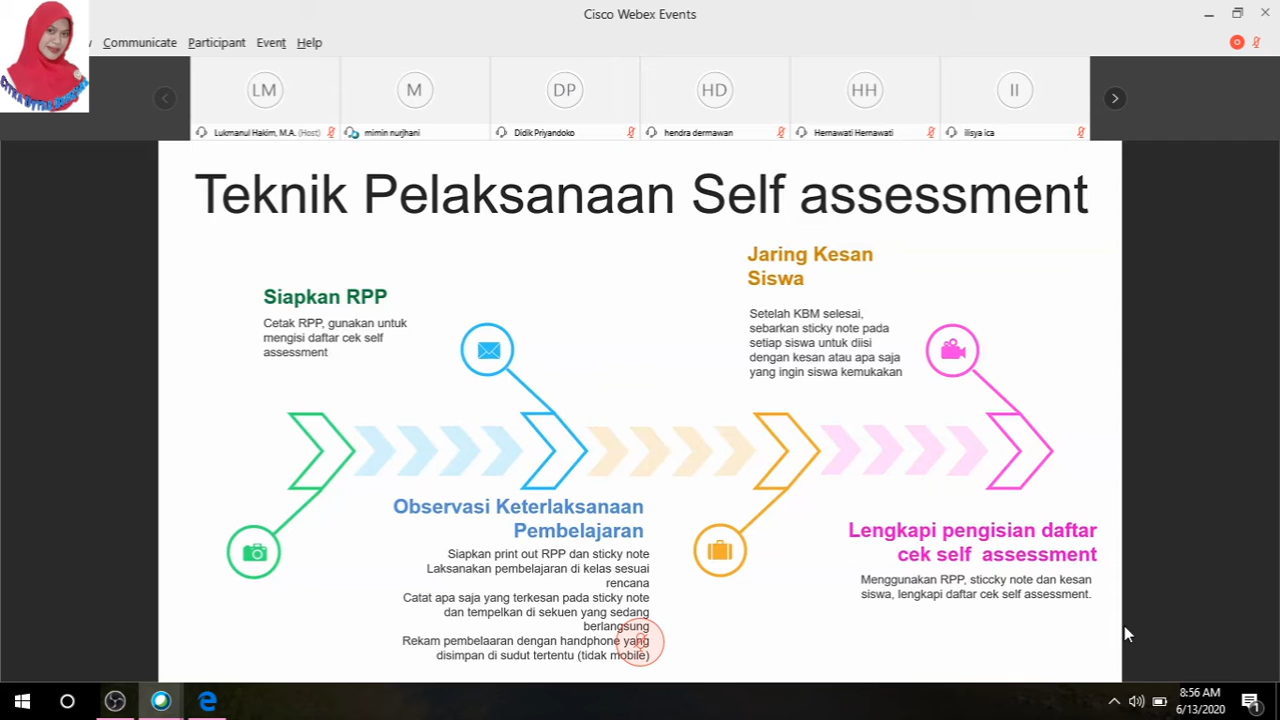 Cisco Webex Events
Communicate Participant Event Help
LM
M
DP
HD
HH
II
Lukmanul Hakim, M.A. (Host)
mimin nurjhani
Didik Priyandoko
hendra dermawan
Hernawati Hernawati
ilisya ica
Teknik Pelaksanaan Self assessment
Siapkan RPP
Cetak RPP, gunakan untuk
mengisi daftar cek self
assessment
Observasi Keterlaksanaan
Pembelajaran
Siapkan print out RPP dan sticky note
Laksanakan pembelajaran di kelas sesuai
rencana
Catat apa saja yang terkesan pada sticky note
dan tempelkan di sekuen yang sedang
berlangsung
Rekam pembelaaran dengan handphone yang
disimpan di sudut tertentu (tidak mobile)
Jaring Kesan
Siswa
Setelah KBM selesai,
sebarkan sticky note pada
setiap siswa untuk diisi
dengan kesan atau apa saja
yang ingin siswa kemukakan
Lengkapi pengisian daftar
cek self assessment
Menggunakan RPP, sticcky note dan kesan
siswa, lengkapi daftar cek self assessment.
8:56 AM
6/13/2020
1